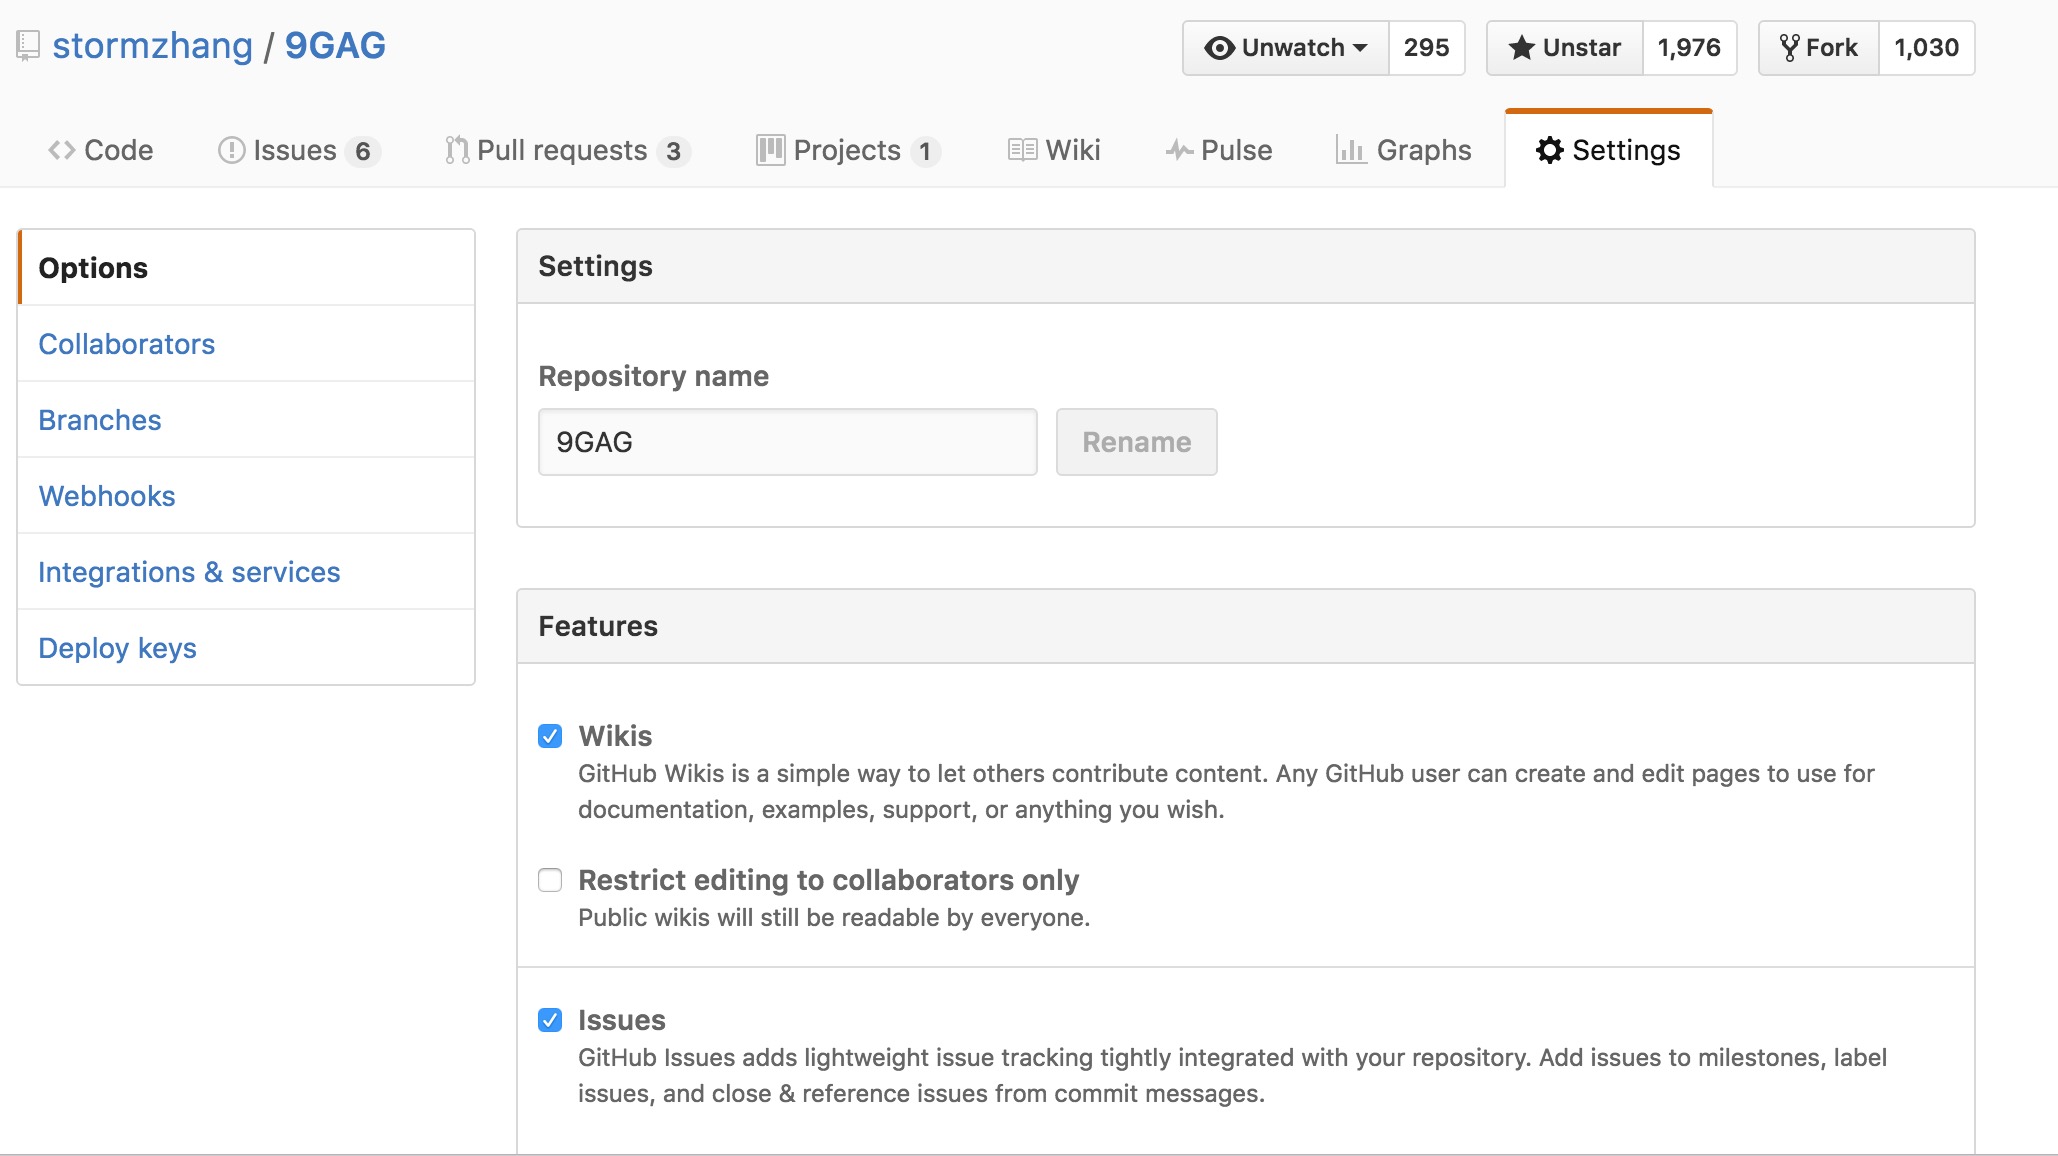 stormzhang / 9GAG
Unwatch 295 Unstar 1,976 Fork 1,030
Code Issues 6 Pull requests 3 Projects 1 Wiki Pulse Graphs Settings
Options
Collaborators
Branches
Webhooks
Integrations & services
Deploy keys
Settings
Repository name
9GAG Rename
Features
Wikis
GitHub Wikis is a simple way to let others contribute content. Any GitHub user can create and edit pages to use for
documentation, examples, support, or anything you wish.
Restrict editing to collaborators only
Public wikis will still be readable by everyone.
Issues
GitHub Issues adds lightweight issue tracking tightly integrated with your repository. Add issues to milestones, label
issues, and close & reference issues from commit messages.